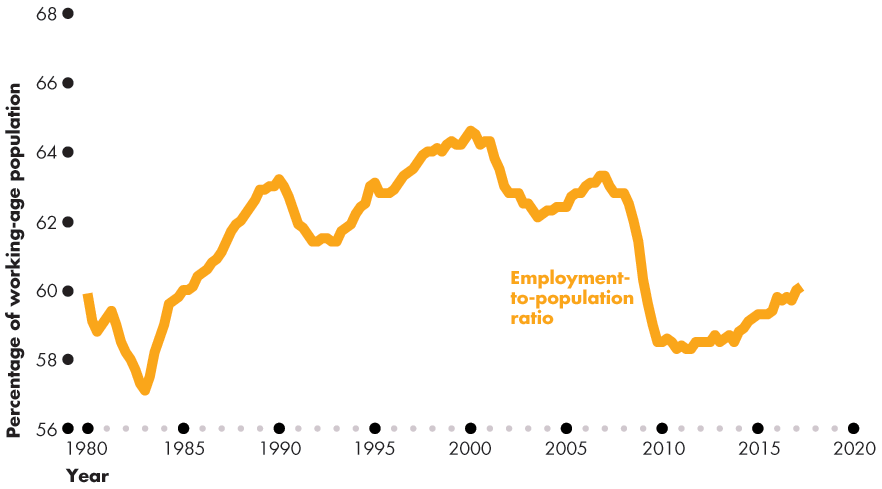 Percentage of working-age population
68
66
64
62
60
58
56
Employment-
to-population
ratio
1980 1985 1990 1995 2000 2005 2010 2015 2020
Year